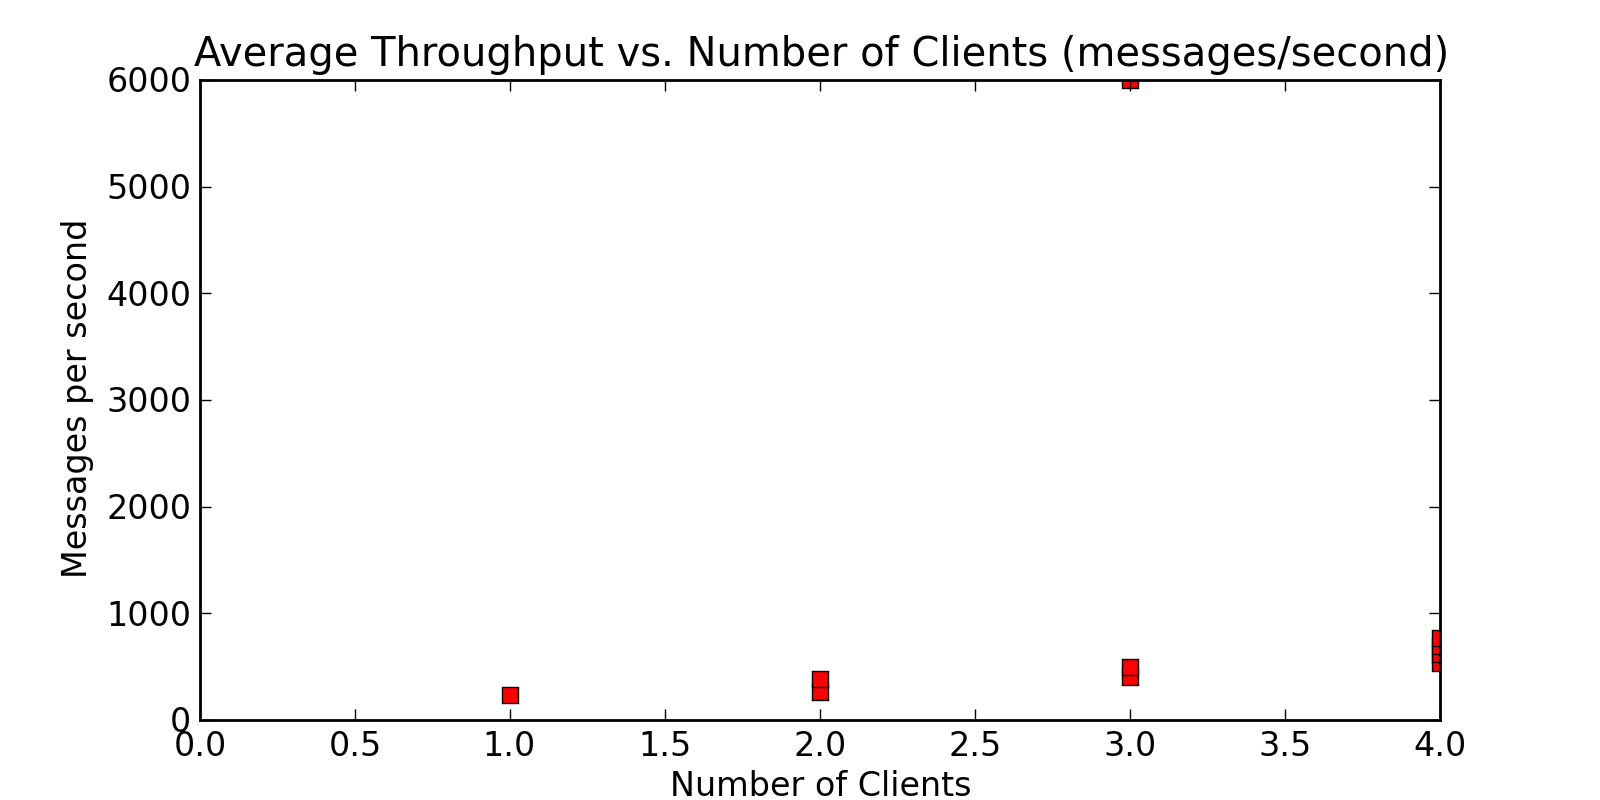 Average Throughput vs. Number of Clients (messages/second)
6000
5000
4000
3000
2000
1000
0
Messages per second
0.0 0.5 1.0 1.5 2.0 2.5 3.0 3.5 4.0
Number of Clients